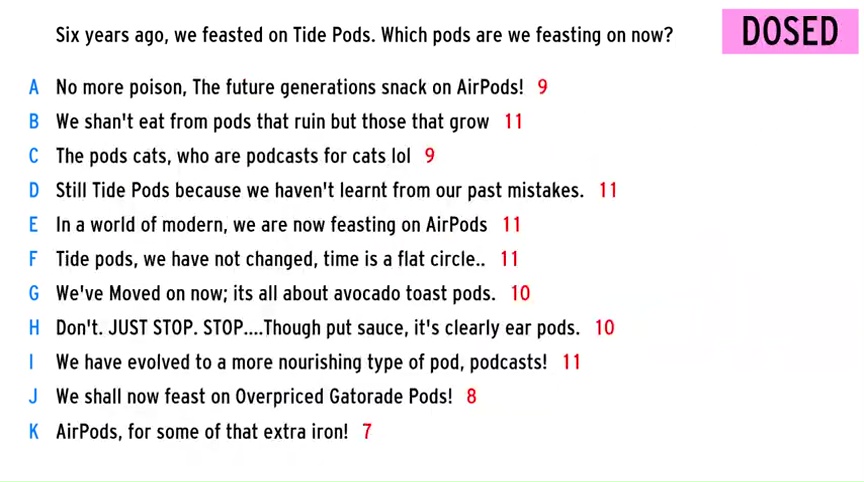 Six years ago, we feasted on Tide Pods. Which pods are we feasting on now?
DOSED
A No more poison, The future generations snack on AirPods! 9
B We shan't eat from pods that ruin but those that grow 11
C The pods cats, who are podcasts for cats lol 9
D Still Tide Pods because we haven't learnt from our past mistakes. 11
E In a world of modern, we are now feasting on AirPods 11
F Tide pods, we have not changed, time is a flat circle.. 11
G We've Moved on now; its all about avocado toast pods. 10
H Don't. JUST STOP. STOP....Though put sauce, it's clearly ear pods. 10
I We have evolved to a more nourishing type of pod, podcasts! 11
J We shall now feast on Overpriced Gatorade Pods! 8
K AirPods, for some of that extra iron! 7